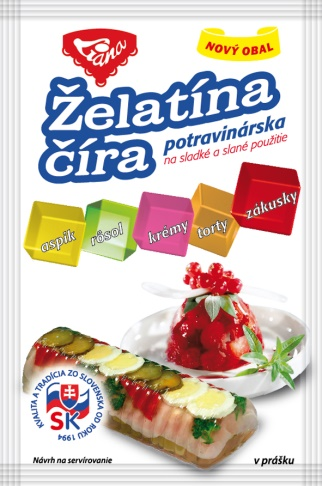 Liana
NOVÝ OBAL
Želatína
číra
potravinárska
na sladké a slané použitie
aspik
rôsol
krémy
torty
zákusky
KVALITA A TRADÍCIA ZO SLOVENSKA OD ROKU 1994
SK
Návrh na servírovanie
v prášku